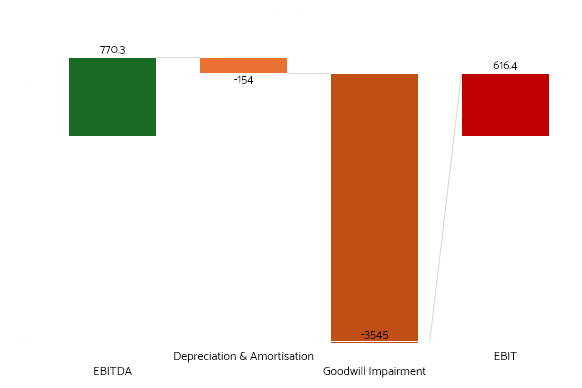 770.3
-154
-3545
616.4
EBITDA
Depreciation & Amortisation
Goodwill Impairment
EBIT